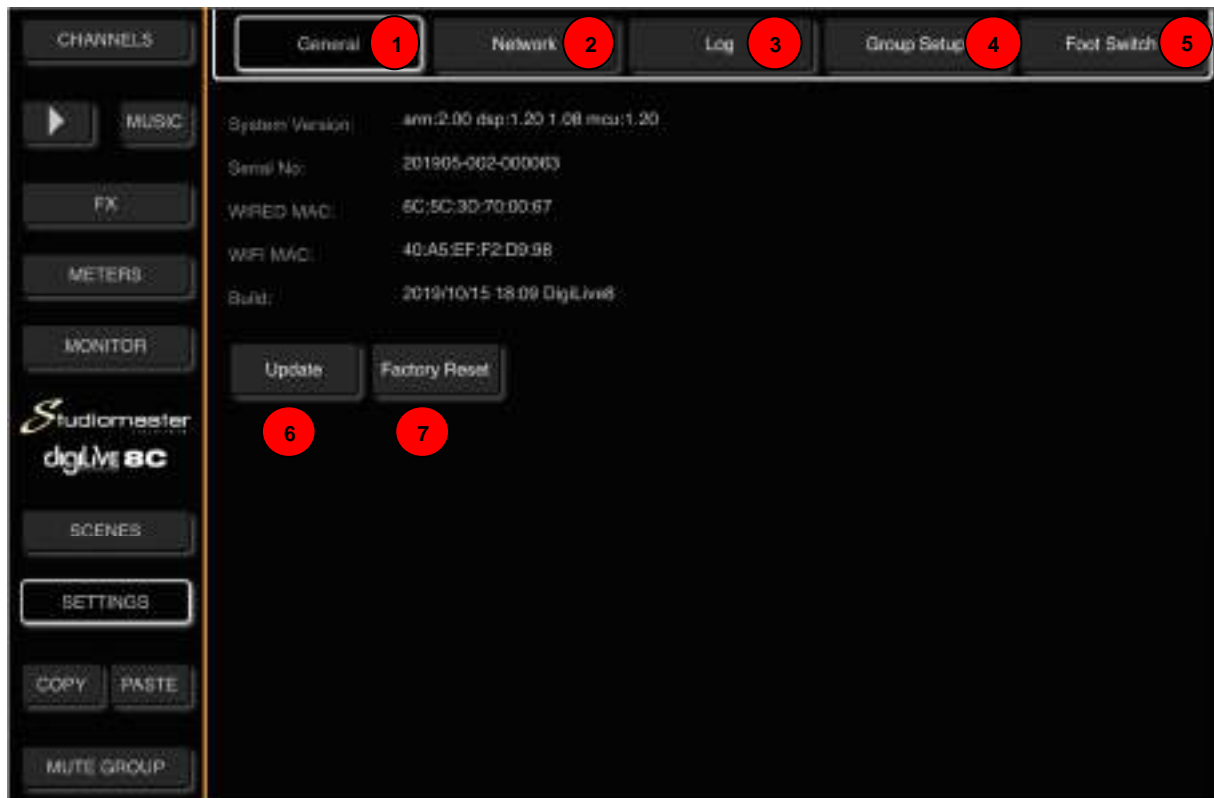 CHANNELS
General 1 Network 2 Log 3 Group Setup 4 Foot Switch 5
MUSIC
System Version: arm:2.00 dsp:1.20 1.08 mcu:1.20
Serial No: 201905-002-000063
FX
WIRED MAC: 6C:5C:3D:70:00:67
WIFI MAC: 40:A5:EF:F2:D9:98
METERS
Build: 2019/10/15 18:09 DigiLive8
MONITOR
Update Factory Reset
Studiomaster
6 7
digiLiVE 8C
SCENES
SETTINGS
COPY PASTE
MUTE GROUP